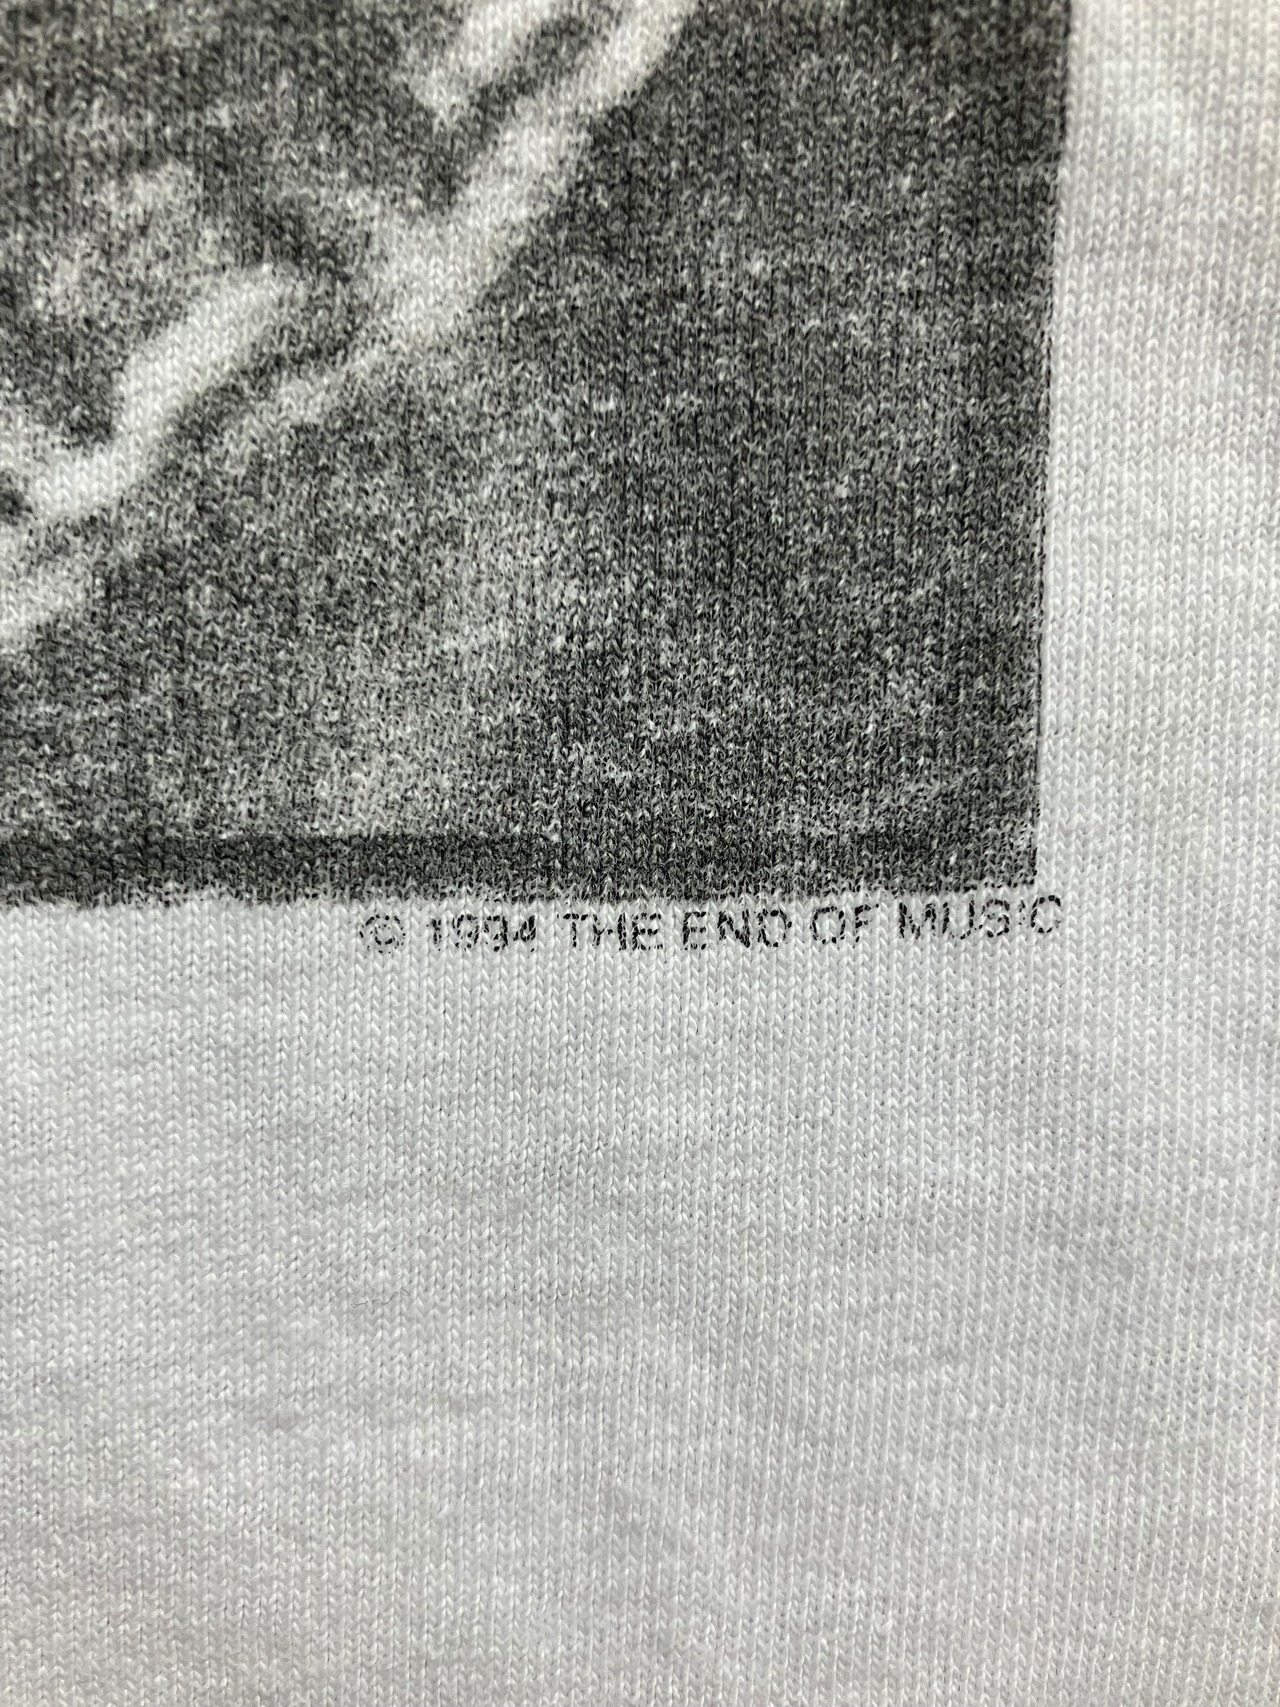 © 1994 THE END OF MUSIC